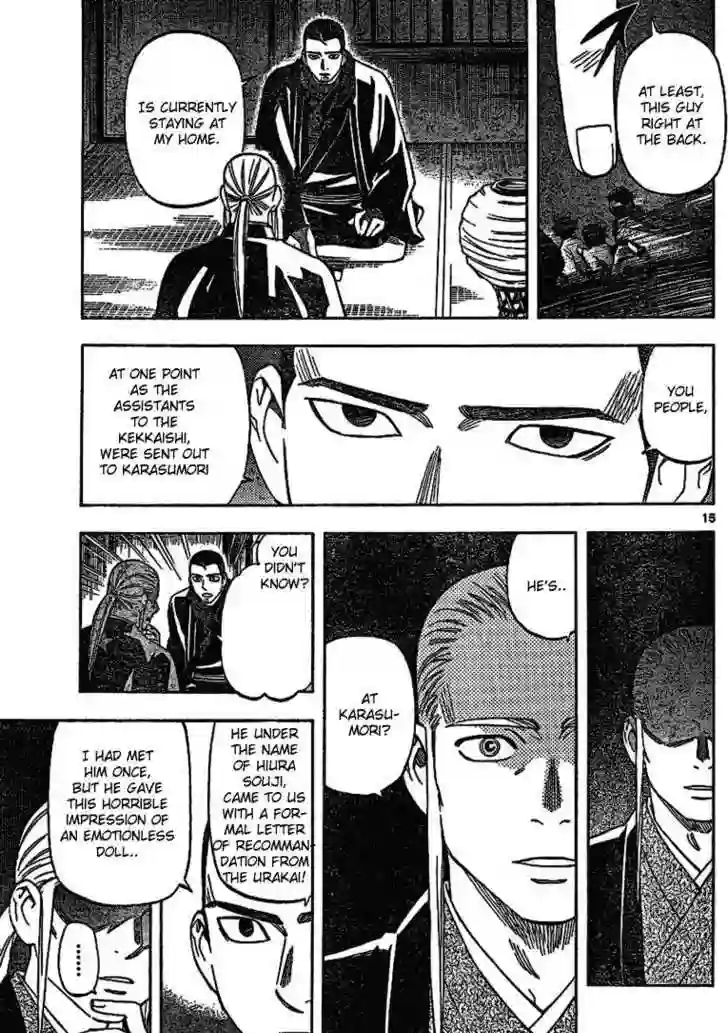 AT LEAST,
THIS GUY
RIGHT AT
THE BACK.
IS CURRENTLY
STAYING AT
MY HOME.
YOU
PEOPLE,
AT ONE POINT
AS THE
ASSISTANTS
TO THE
KEKKAISHI,
WERE SENT OUT
TO KARASUMORI
15
HE'S..
AT
KARASU-
MORI?
YOU
DIDN'T
KNOW?
HE UNDER
THE NAME
OF HIURA
SOUJI,
CAME TO US
WITH A FOR-
MAL LETTER
OF RECOMMAN
DATION FROM
THE URAKAI!
I HAD MET
HIM ONCE,
BUT HE GAVE
THIS HORRIBLE
IMPRESSION OF
AN EMOTIONLESS
DOLL..
......